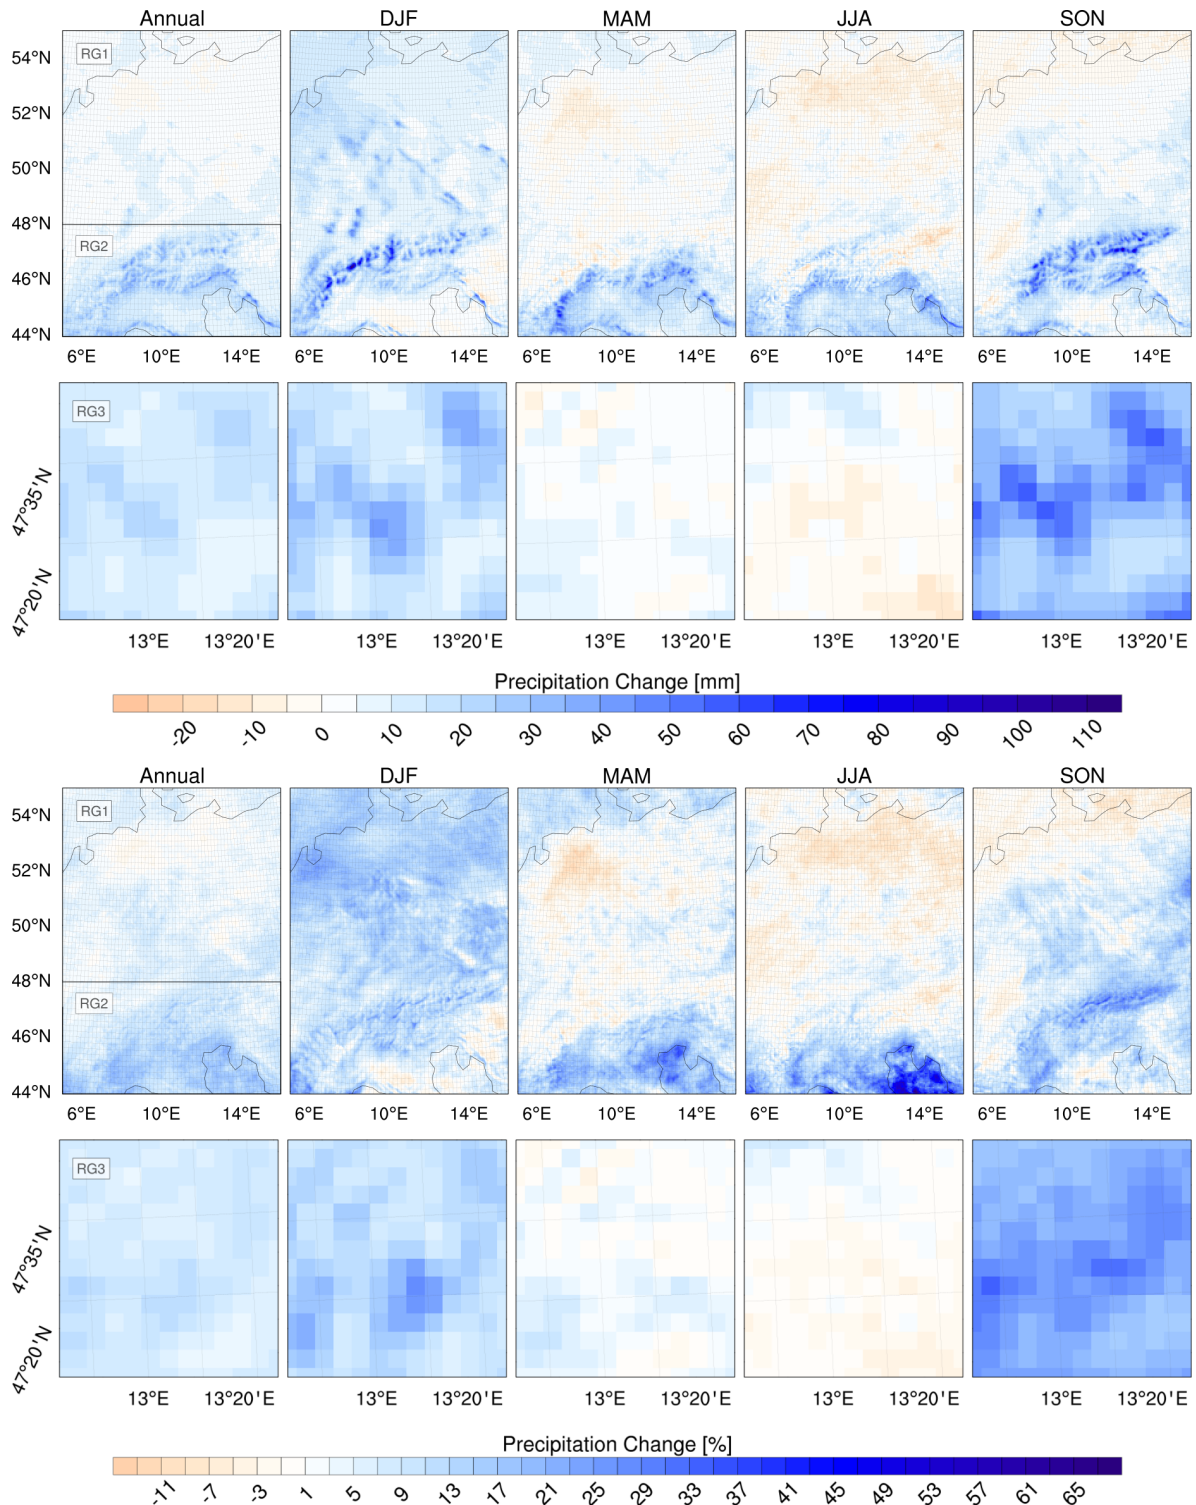 Annual DJF MAM JJA SON
54°N RG1
52°N
50°N
48°N
RG2
46°N
44°N
6°E 10°E 14°E 6°E 10°E 14°E 6°E 10°E 14°E 6°E 10°E 14°E 6°E 10°E 14°E
RG3
47°35'N
47°20'N
13°E 13°20'E 13°E 13°20'E 13°E 13°20'E 13°E 13°20'E 13°E 13°20'E
Precipitation Change [mm]
-20 -10 0 10 20 30 40 50 60 70 80 90 100 110
Annual DJF MAM JJA SON
54°N RG1
52°N
50°N
48°N
RG2
46°N
44°N
6°E 10°E 14°E 6°E 10°E 14°E 6°E 10°E 14°E 6°E 10°E 14°E 6°E 10°E 14°E
RG3
47°35'N
47°20'N
13°E 13°20'E 13°E 13°20'E 13°E 13°20'E 13°E 13°20'E 13°E 13°20'E
Precipitation Change [%]
-11 -7 -3 1 5 9 13 17 21 25 29 33 37 41 45 49 53 57 61 65